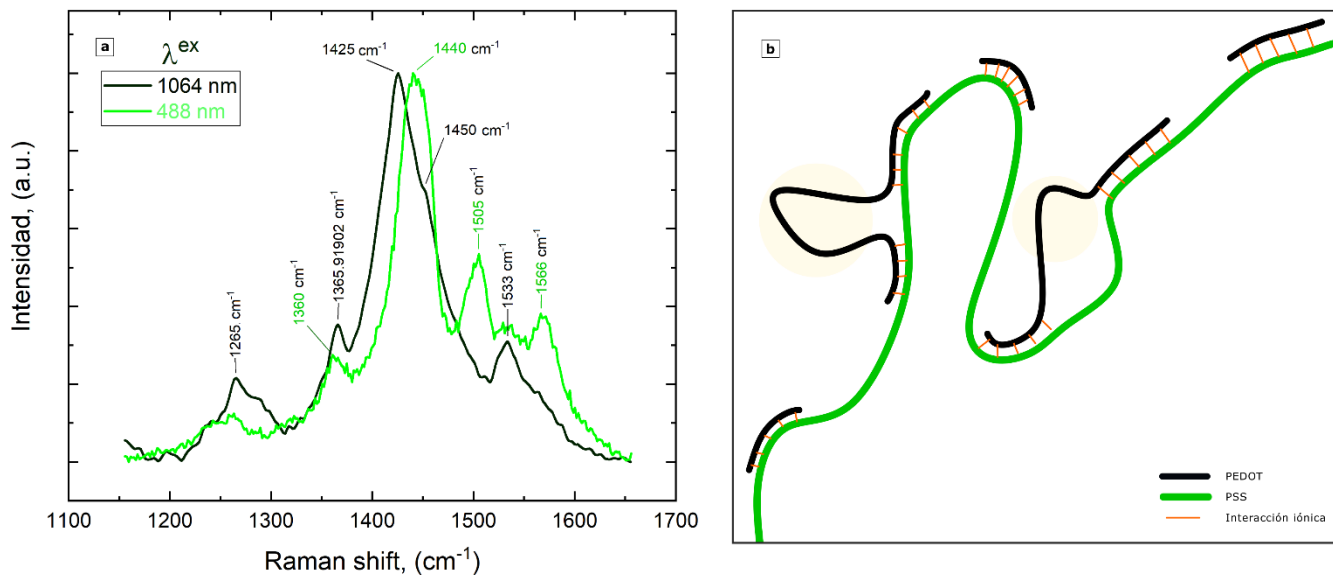 a
λex
1064 nm
488 nm
1425 cm-1
1440 cm-1
1450 cm-1
1265 cm-1
1360 cm-1
1365.91902 cm-1
1505 cm-1
1533 cm-1
1566 cm-1
Intensidad, (a.u.)
1100
1200
1300
1400
1500
1600
1700
Raman shift, (cm-1)
b
PEDOT
PSS
Interacción iónica